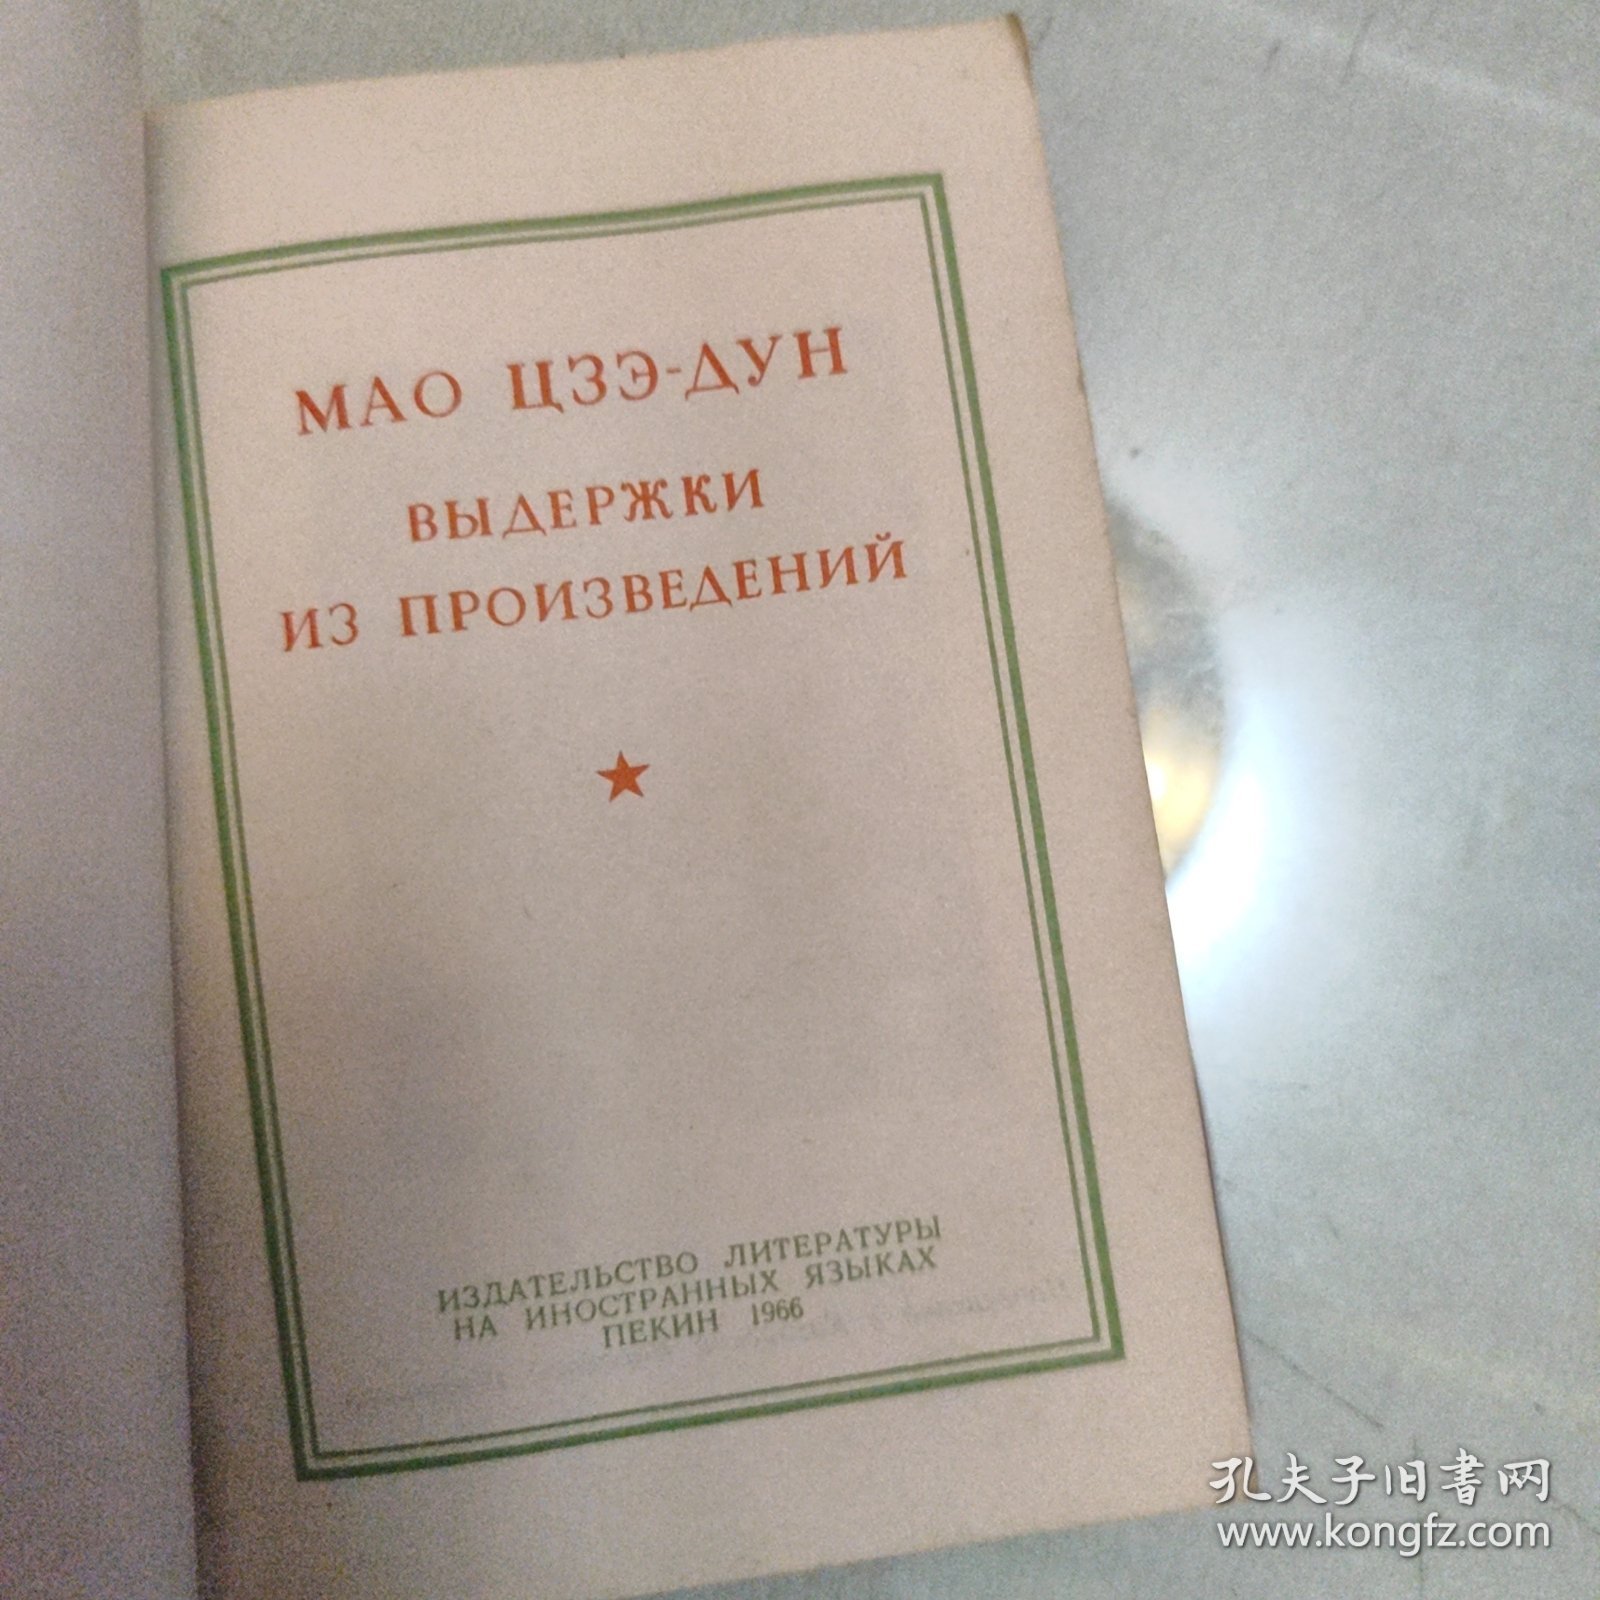 МАО ЦЗЭ-ДУН
ВЫДЕРЖКИ
ИЗ ПРОИЗВЕДЕНИЙ
ИЗДАТЕЛЬСТВО ЛИТЕРАТУРЫ
НА ИНОСТРАННЫХ ЯЗЫКАХ
ПЕКИН 1966
孔夫子旧书网
www.kongfz.com